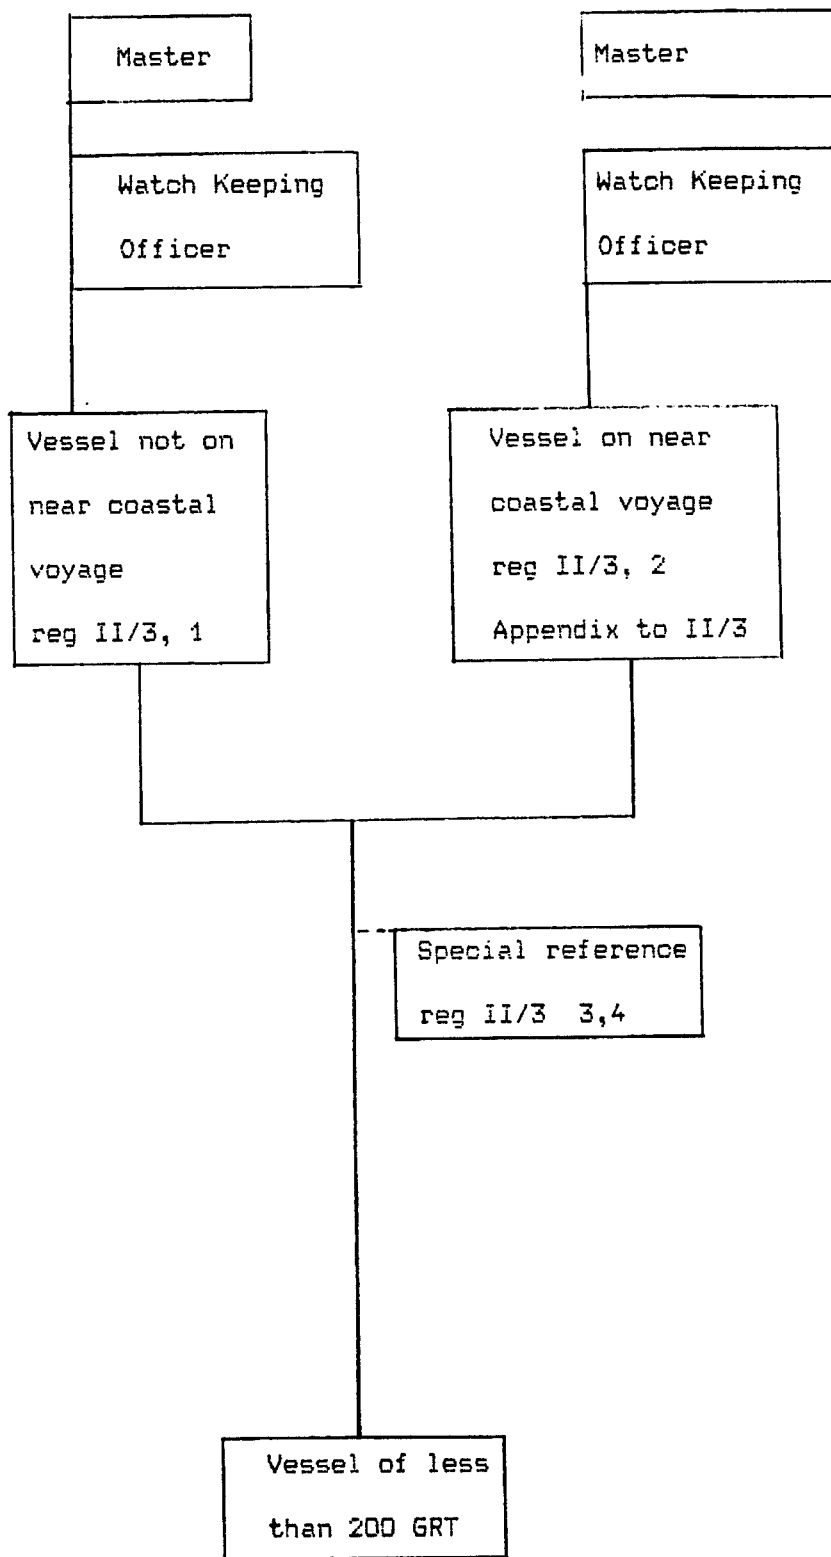 Master
Master
Watch Keeping
Officer
Watch Keeping
Officer
Vessel not on
near coastal
voyage
reg II/3, 1
Vessel on near
coastal voyage
reg II/3, 2
Appendix to II/3
Special reference
reg II/3 3,4
Vessel of less
than 200 GRT